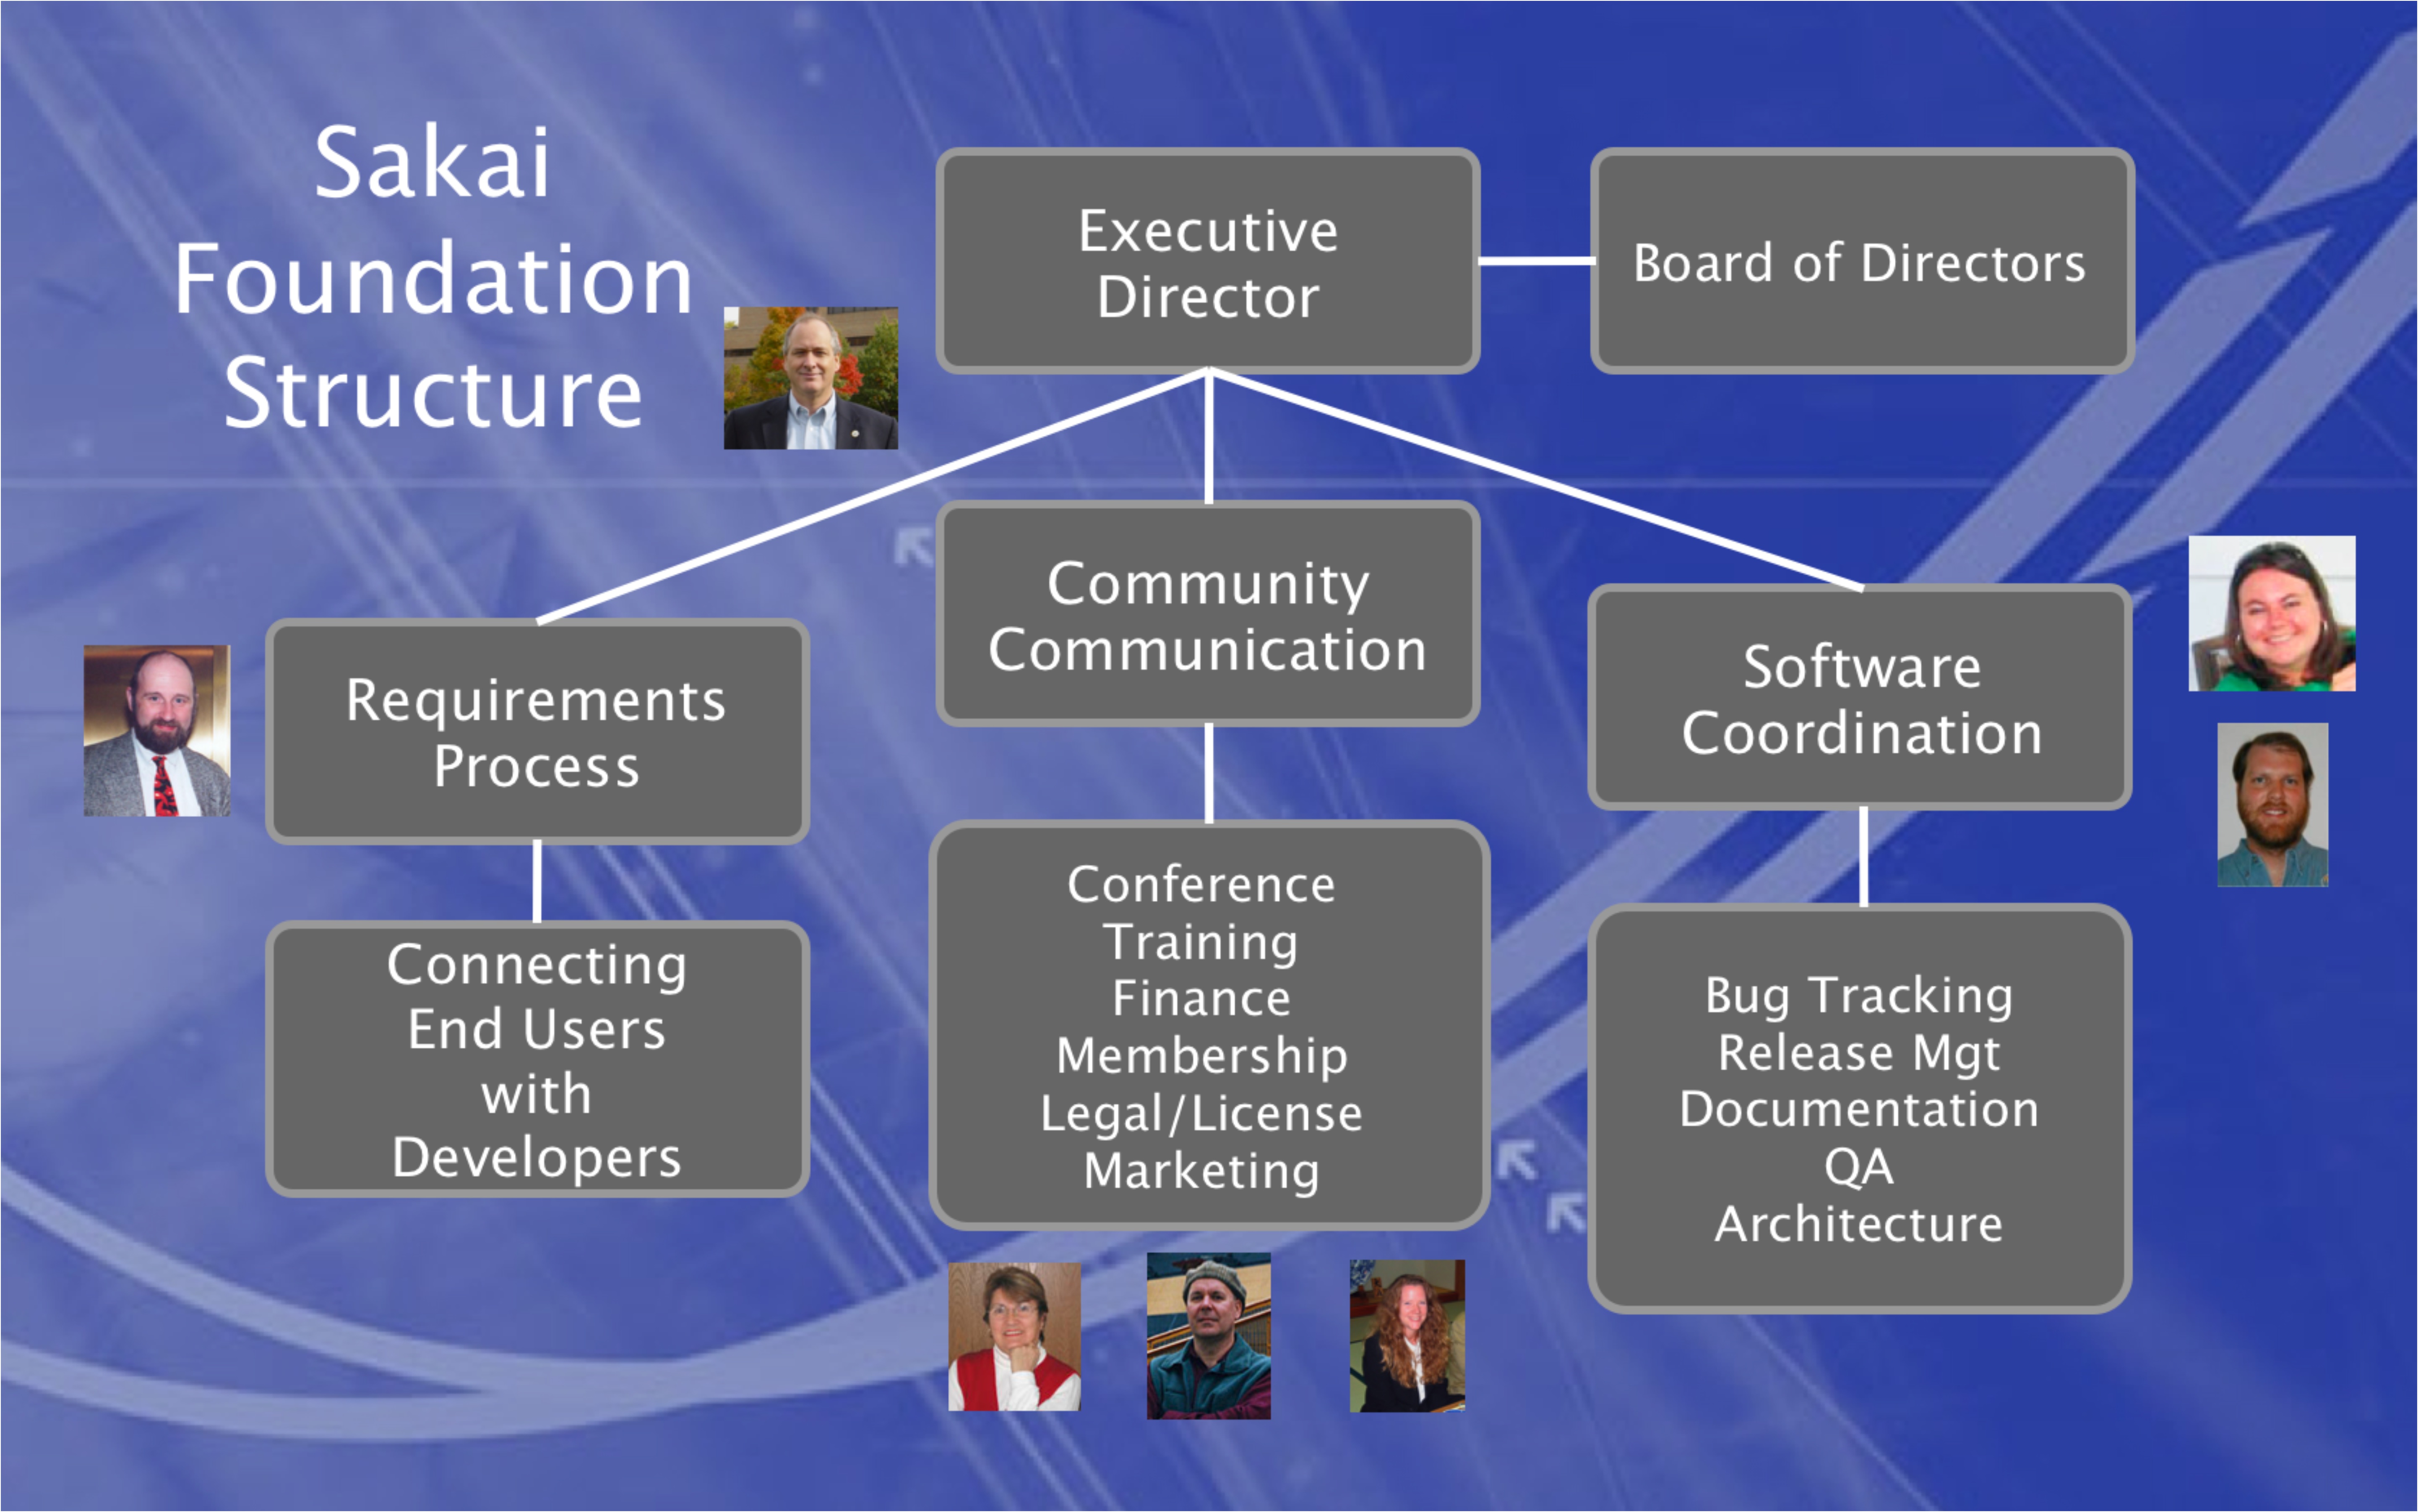 Sakai
Foundation
Structure
Executive
Director
Board of Directors
Community
Communication
Requirements
Process
Software
Coordination
Connecting
End Users
with
Developers
Conference
Training
Finance
Membership
Legal/License
Marketing
Bug Tracking
Release Mgt
Documentation
QA
Architecture